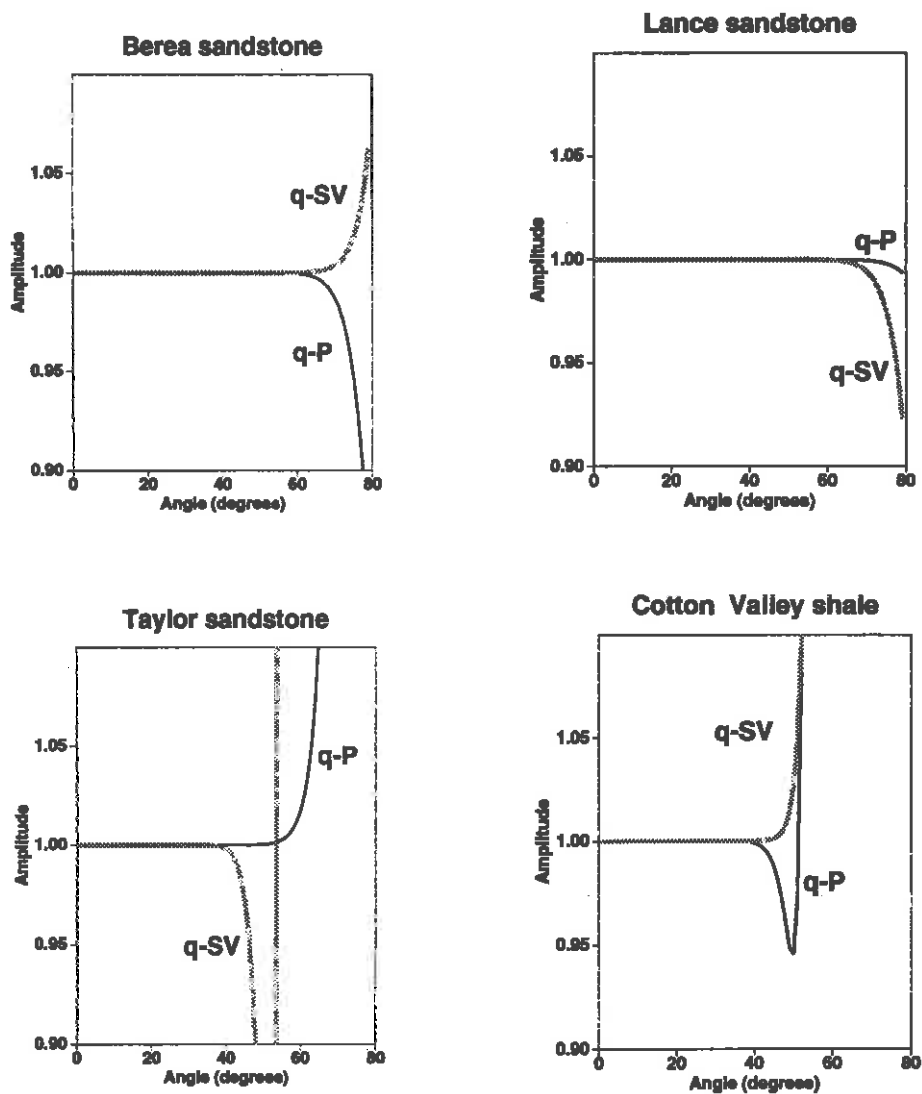 Berea sandstone
1.05
q-SV
1.00
Amplitude
q-P
0.95
0.90
0 20 40 60 80
Angle (degrees)
Lance sandstone
1.05
q-P
1.00
Amplitude
q-SV
0.95
0.90
0 20 40 60 80
Angle (degrees)
Taylor sandstone
1.05
q-P
1.00
Amplitude
q-SV
0.95
0.90
0 20 40 60 80
Angle (degrees)
Cotton Valley shale
q-SV
1.05
1.00
Amplitude
q-P
0.95
0.90
0 20 40 60 80
Angle (degrees)